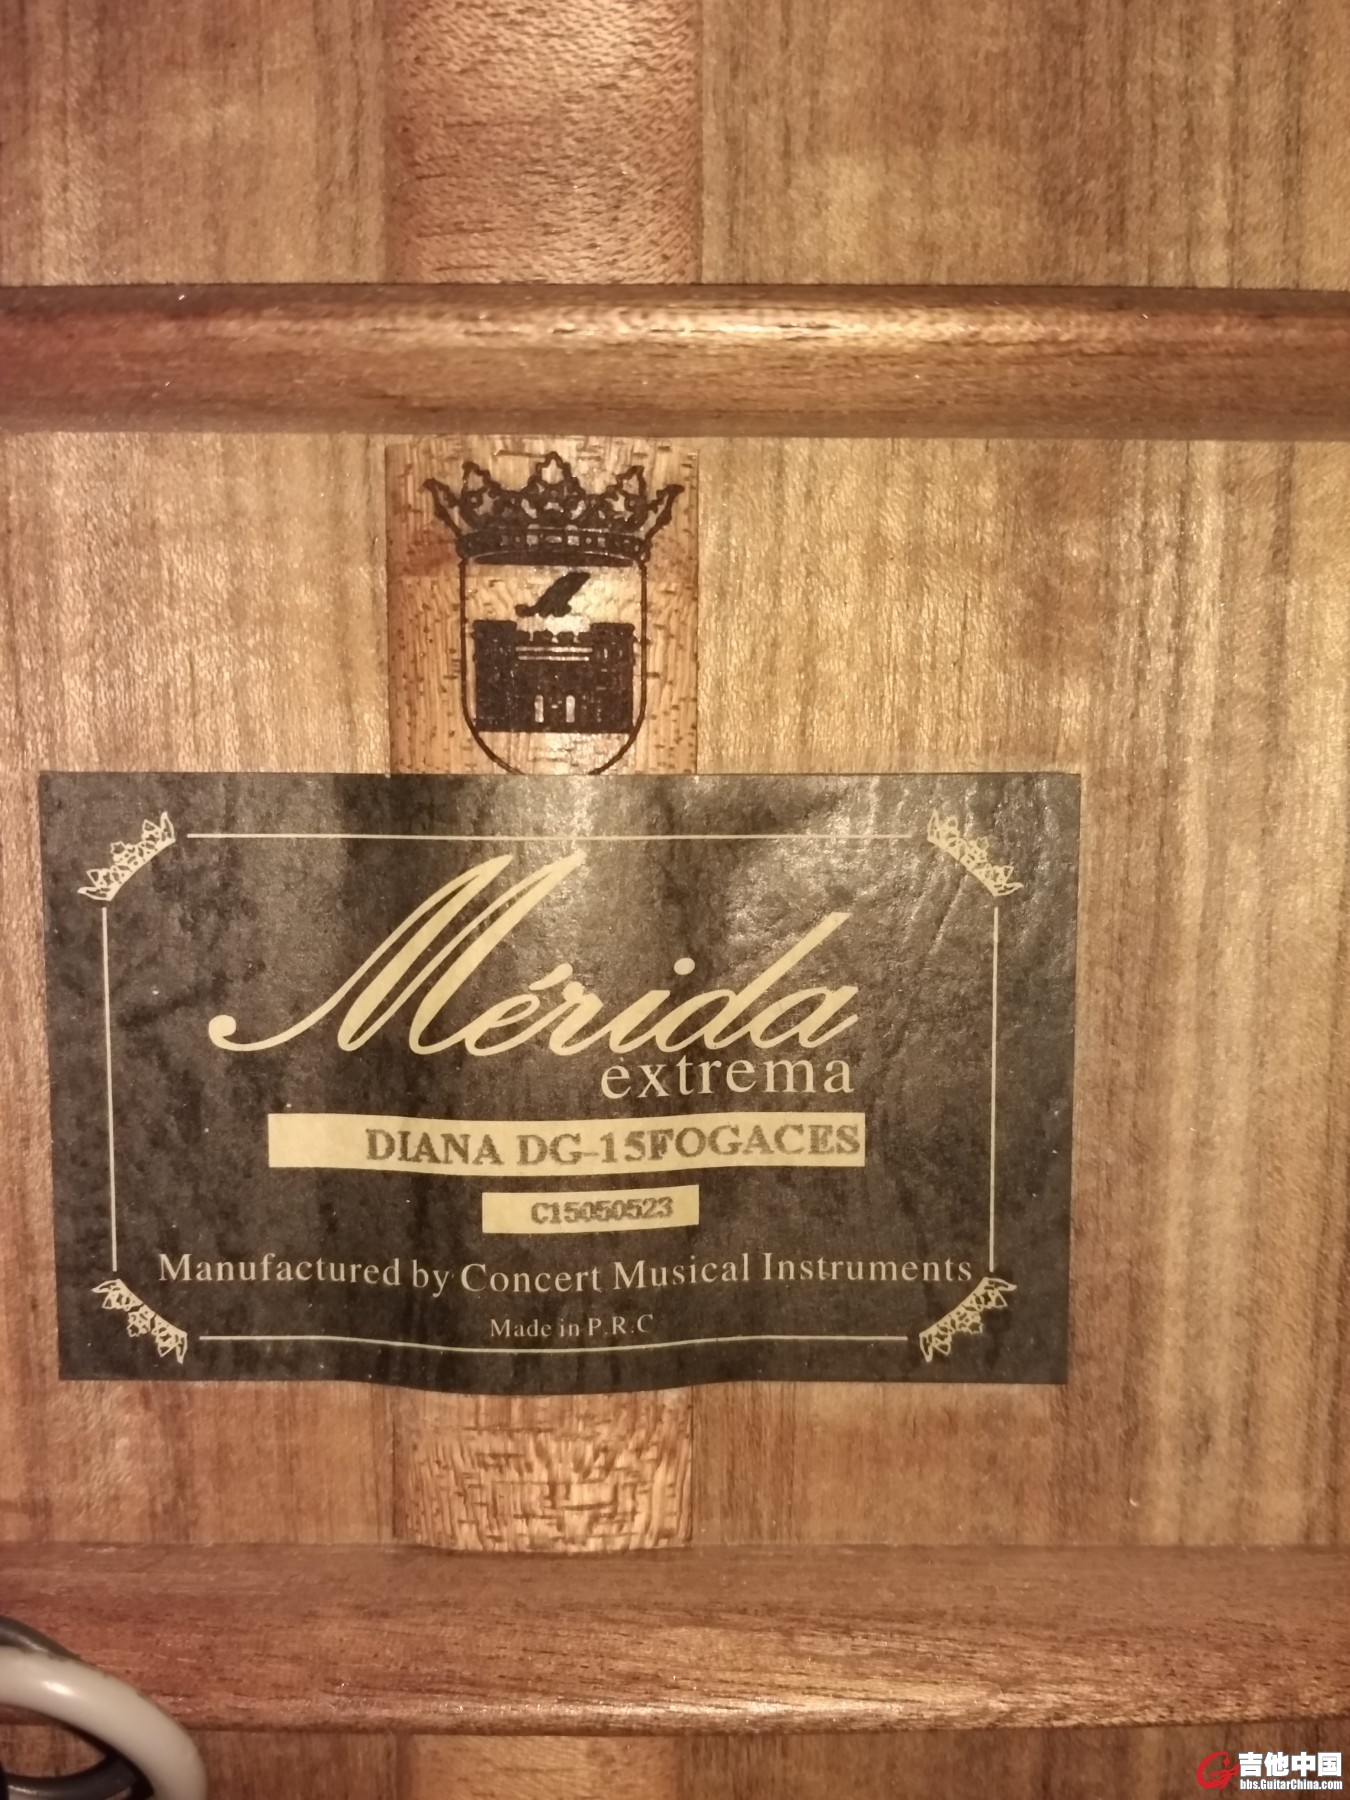 Mérida
extrema
DIANA DG-15FOGACES
C15050523
Manufactured by Concert Musical Instruments
Made in P.R.C
吉他中国
bbs.GuitarChina.com